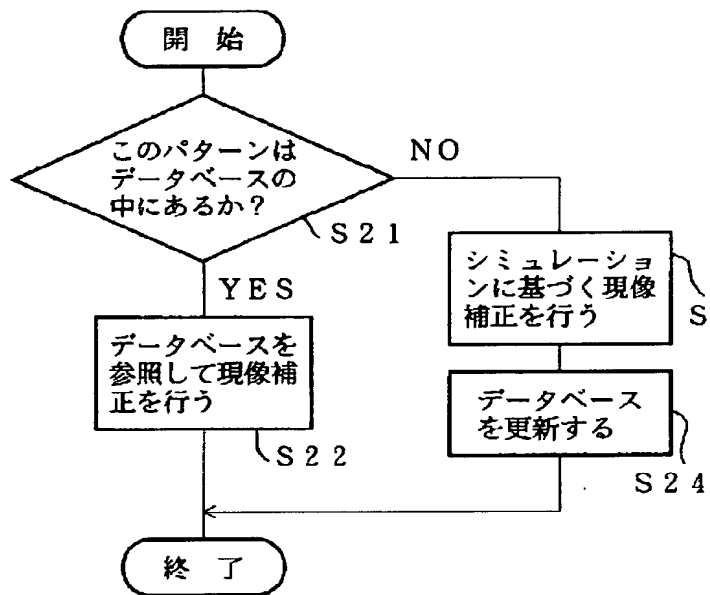 開 始
このパターンは
データベースの
中にあるか？
NO
S21
YES
シミュレーショ
ンに基づく現像
補正を行う
S
データベースを
参照して現像補
正を行う
S22
データベース
を更新する
S24
終 了